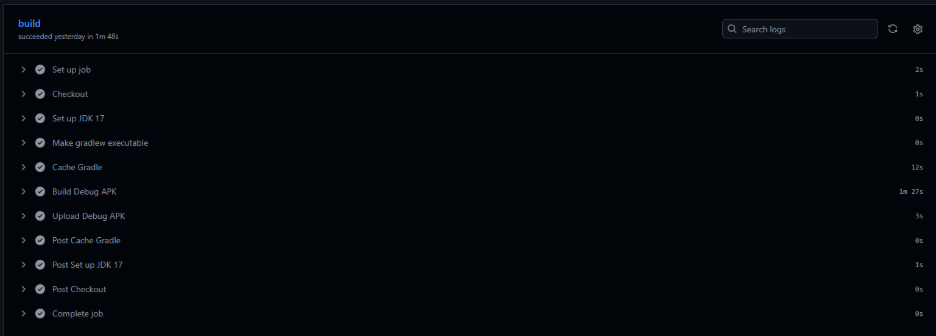 build
succeeded yesterday in 1m 48s
Search logs
Set up job 2s
Checkout 1s
Set up JDK 17 0s
Make gradlew executable 0s
Cache Gradle 12s
Build Debug APK 1m 27s
Upload Debug APK 3s
Post Cache Gradle 0s
Post Set up JDK 17 1s
Post Checkout 0s
Complete job 0s